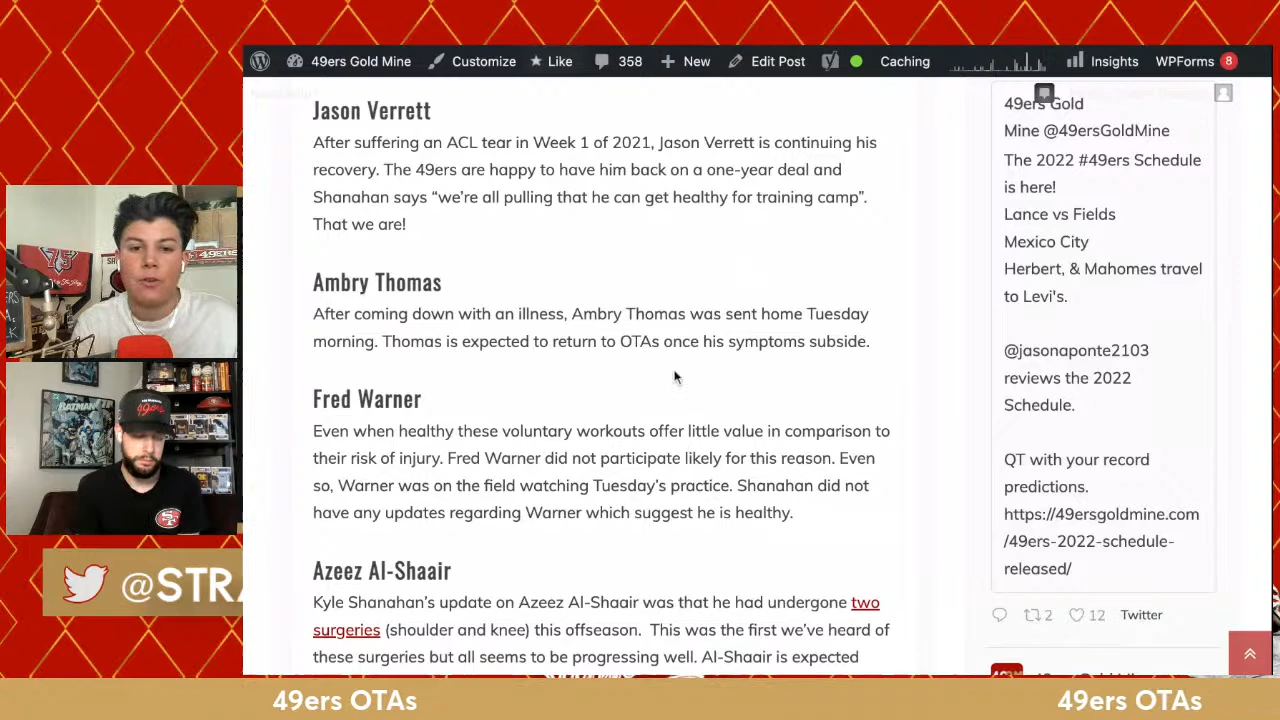 49ers Gold Mine Customize Like 358 New Edit Post Caching Insights WPForms 8
Jason Verrett
After suffering an ACL tear in Week 1 of 2021, Jason Verrett is continuing his
recovery. The 49ers are happy to have him back on a one-year deal and
Shanahan says “we’re all pulling that he can get healthy for training camp”.
That we are!
Ambry Thomas
After coming down with an illness, Ambry Thomas was sent home Tuesday
morning. Thomas is expected to return to OTAs once his symptoms subside.
Fred Warner
Even when healthy these voluntary workouts offer little value in comparison to
their risk of injury. Fred Warner did not participate likely for this reason. Even
so, Warner was on the field watching Tuesday’s practice. Shanahan did not
have any updates regarding Warner which suggest he is healthy.
Azeez Al-Shaair
Kyle Shanahan’s update on Azeez Al-Shaair was that he had undergone two
surgeries (shoulder and knee) this offseason.  This was the first we’ve heard of
these surgeries but all seems to be progressing well. Al-Shaair is expected
49ers Gold
Mine @49ersGoldMine
The 2022 #49ers Schedule
is here!
Lance vs Fields
Mexico City
Herbert, & Mahomes travel
to Levi's.
@jasonaponte2103
reviews the 2022
Schedule.
QT with your record
predictions.
https://49ersgoldmine.com
/49ers-2022-schedule-
released/
2 12 Twitter
BATMAN
SF
@STRA
49ers OTAs
49ers OTAs